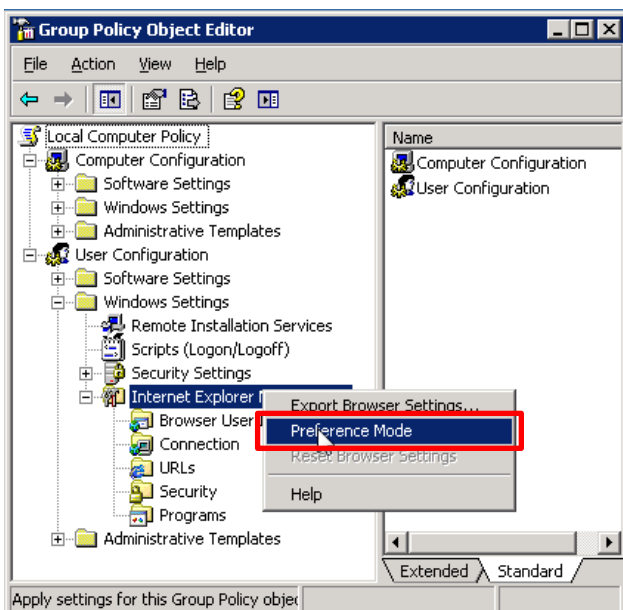 Group Policy Object Editor
File Action View Help
Local Computer Policy
Computer Configuration
Software Settings
Windows Settings
Administrative Templates
User Configuration
Software Settings
Windows Settings
Remote Installation Services
Scripts (Logon/Logoff)
Security Settings
Internet Explorer
Browser User
Connection
URLs
Security
Programs
Administrative Templates
Export Browser Settings...
Preference Mode
Reset Browser Settings
Help
Name
Computer Configuration
User Configuration
Extended Standard
Apply settings for this Group Policy objec